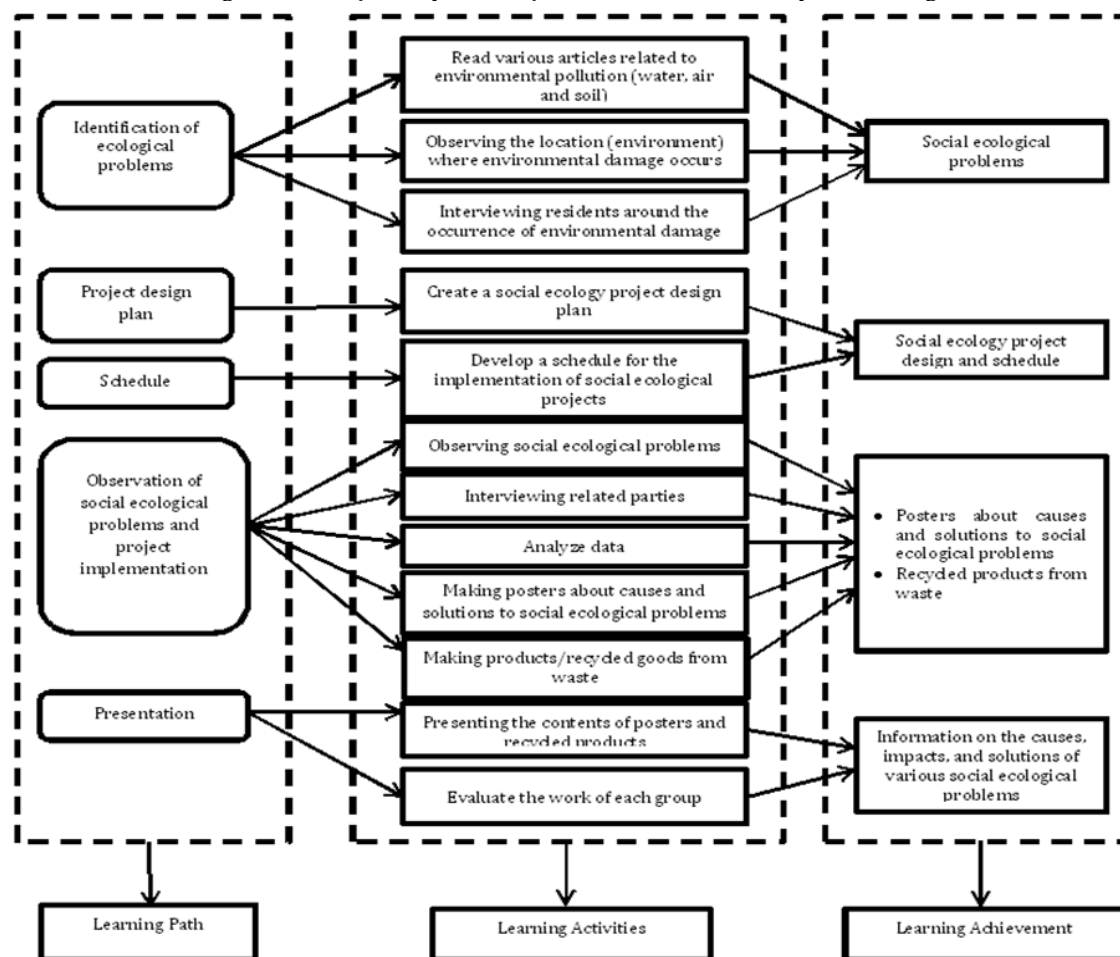 Read various articles related to
environmental pollution (water, air
and soil)
Identification of
ecological
problems
Observing the location (environment)
where environmental damage occurs
Social ecological
problems
Interviewing residents around the
occurrence of environmental damage
Project design
plan
Create a social ecology project design
plan
Social ecology project
design and schedule
Schedule
Develop a schedule for the
implementation of social ecological
projects
Observation of
social ecological
problems and
project
implementation
Observing social ecological problems
Interviewing related parties
Analyze data
Making posters about causes and
solutions to social ecological problems
Making products/recycled goods from
waste
• Posters about causes
and solutions to social
ecological problems
• Recycled products from
waste
Presentation
Presenting the contents of posters and
recycled products
Evaluate the work of each group
Information on the causes,
impacts, and solutions of
various social ecological
problems
Learning Path
Learning Activities
Learning Achievement